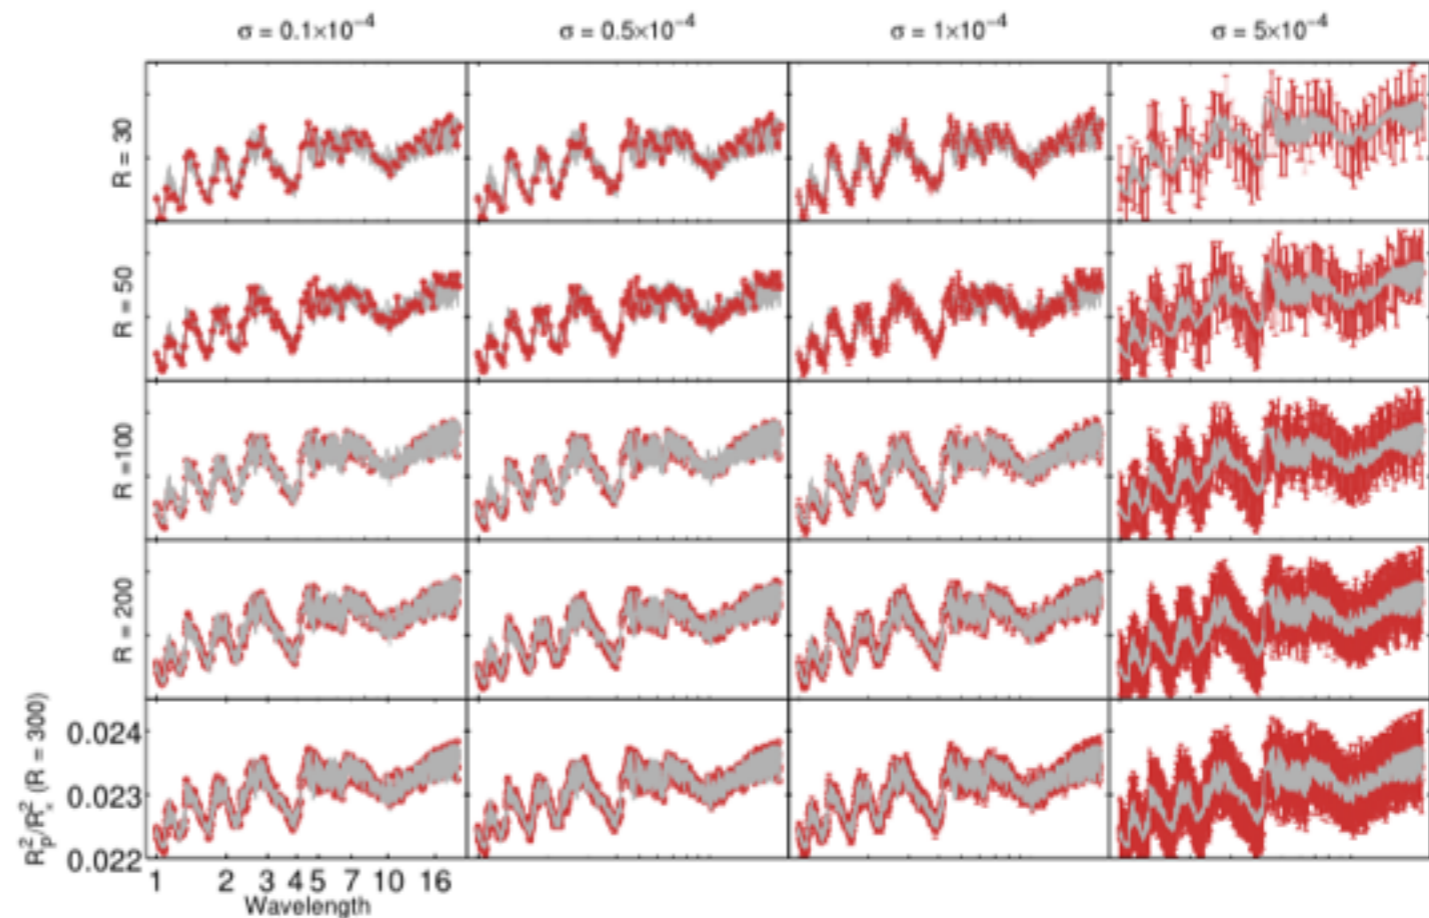 σ = 0.1×10⁻⁴ σ = 0.5×10⁻⁴ σ = 1×10⁻⁴ σ = 5×10⁻⁴
R = 30
R = 50
R =100
R = 200
R²ₚ/R²* (R = 300)
0.024
0.023
0.022
1 2 3 4 5 7 10 16
Wavelength